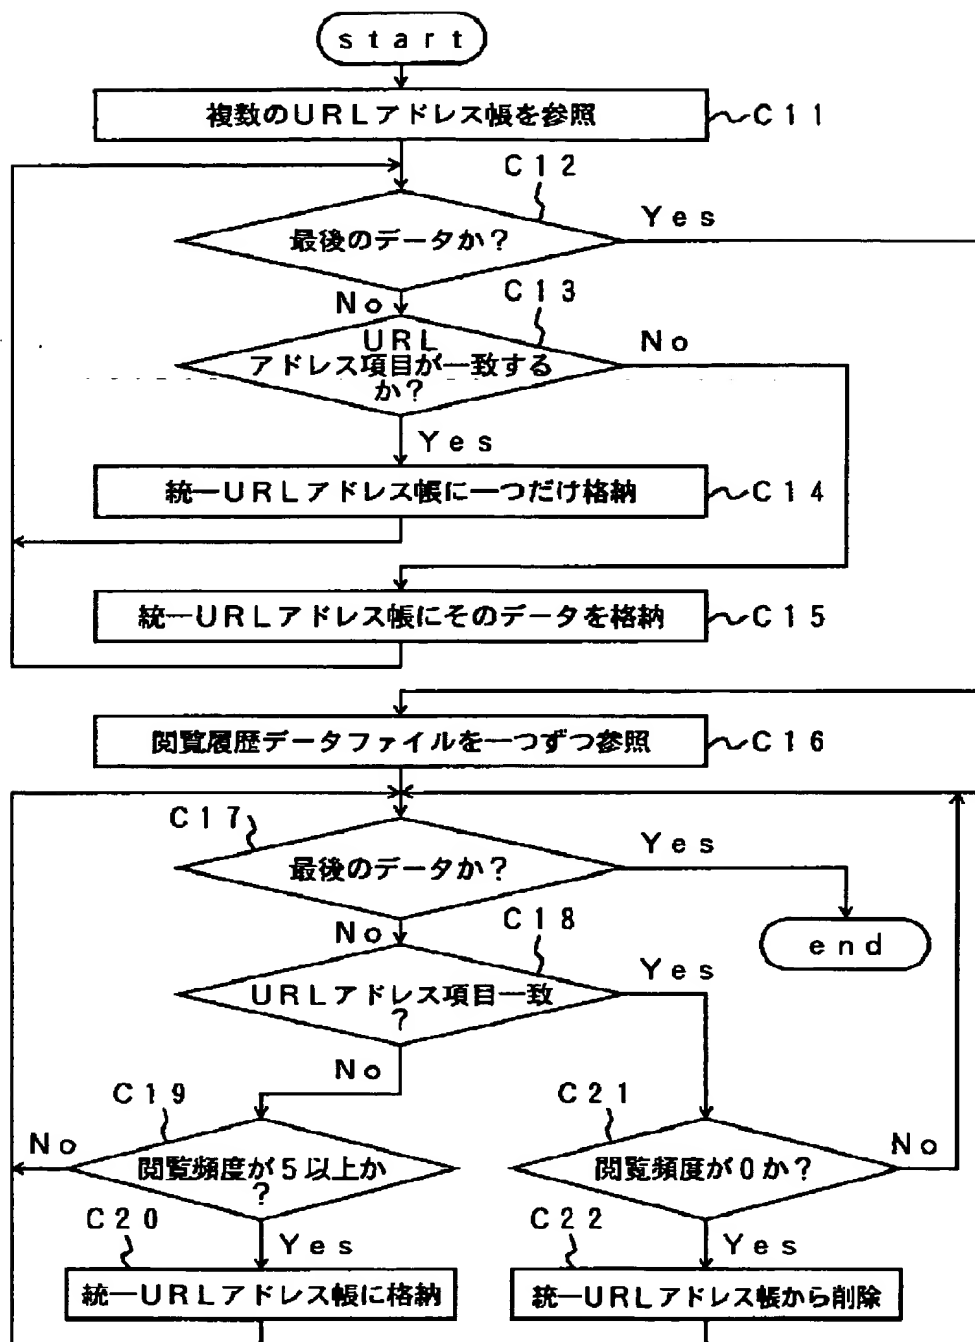 start
複数のURLアドレス帳を参照
C11
C12
最後のデータか?
Yes
No
C13
URL
アドレス項目が一致する
か?
No
Yes
統一URLアドレス帳に一つだけ格納
C14
統一URLアドレス帳にそのデータを格納
C15
閲覧履歴データファイルを一つずつ参照
C16
C17
最後のデータか?
Yes
end
No
C18
URLアドレス項目一致
?
Yes
No
C19
閲覧頻度が5以上か
?
No
C21
閲覧頻度が0か?
No
C20
Yes
統一URLアドレス帳に格納
C22
Yes
統一URLアドレス帳から削除